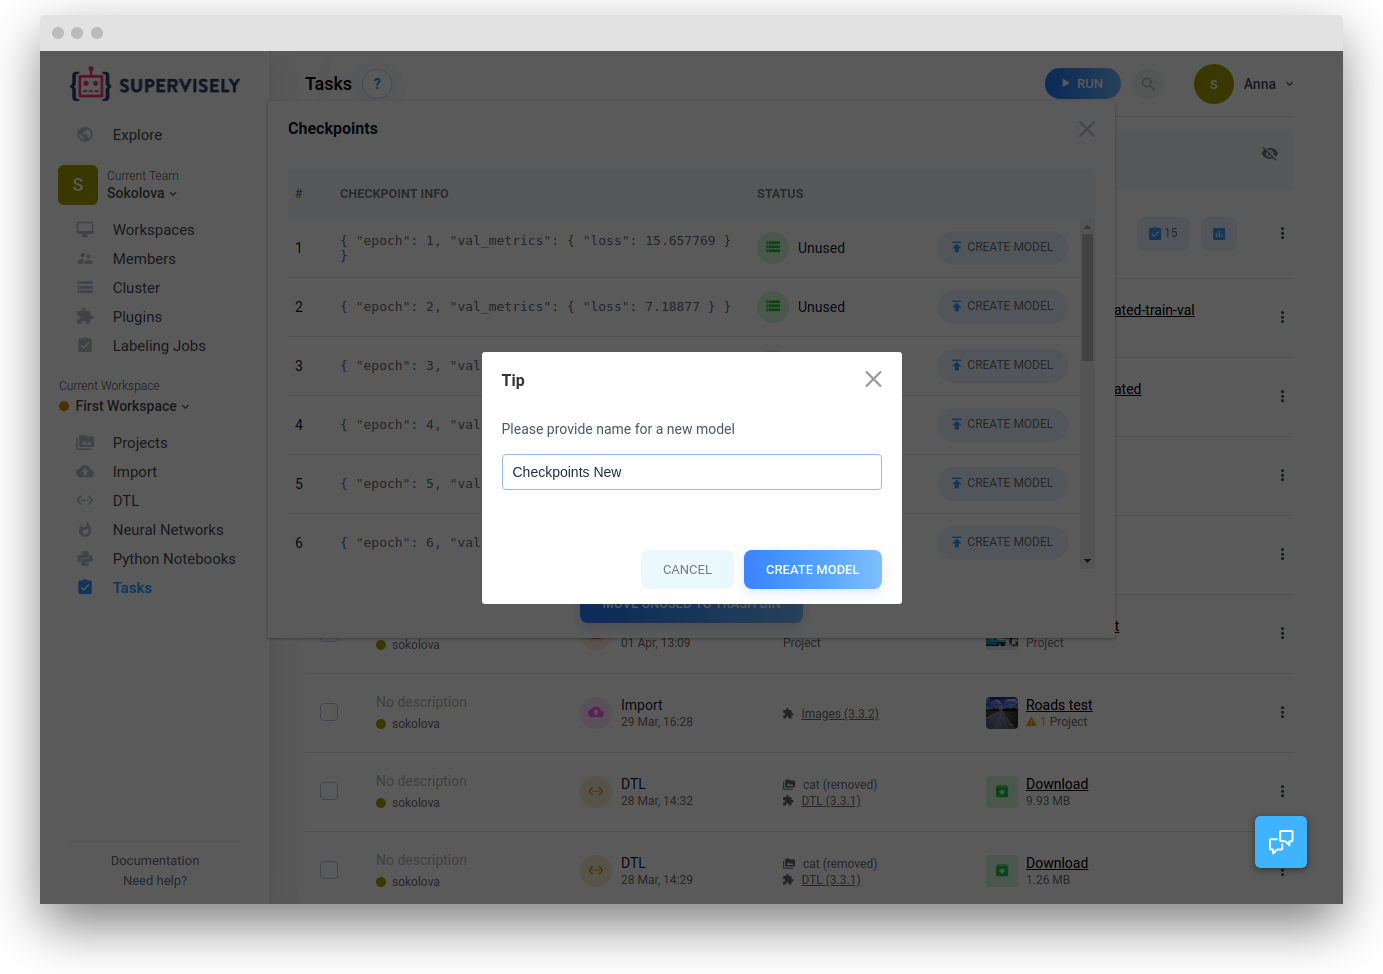 SUPERVISELY
Tasks
?
RUN
S
Anna
Explore
S
Current Team
Sokolova
Workspaces
Members
Cluster
Plugins
Labeling Jobs
Current Workspace
First Workspace
Projects
Import
DTL
Neural Networks
Python Notebooks
Tasks
Documentation
Need help?
Checkpoints
# CHECKPOINT INFO STATUS
1 { "epoch": 1, "val_metrics": { "loss": 15.657769 }
} Unused CREATE MODEL
2 { "epoch": 2, "val_metrics": { "loss": 7.18877 } } Unused CREATE MODEL
3 { "epoch": 3, "val CREATE MODEL
4 { "epoch": 4, "val CREATE MODEL
5 { "epoch": 5, "val CREATE MODEL
6 { "epoch": 6, "val CREATE MODEL
MOVE UNUSED TO TRASH BIN
Tip
Please provide name for a new model
Checkpoints New
CANCEL
CREATE MODEL
15
ated-train-val
ated
t
sokolova 01 Apr, 13:09 Project Project
No description Import Roads test
sokolova 29 Mar, 16:28 Images (3.3.2) 1 Project
No description DTL cat (removed) Download
sokolova 28 Mar, 14:32 DTL (3.3.1) 9.93 MB
No description DTL cat (removed) Download
sokolova 28 Mar, 14:29 DTL (3.3.1) 1.26 MB